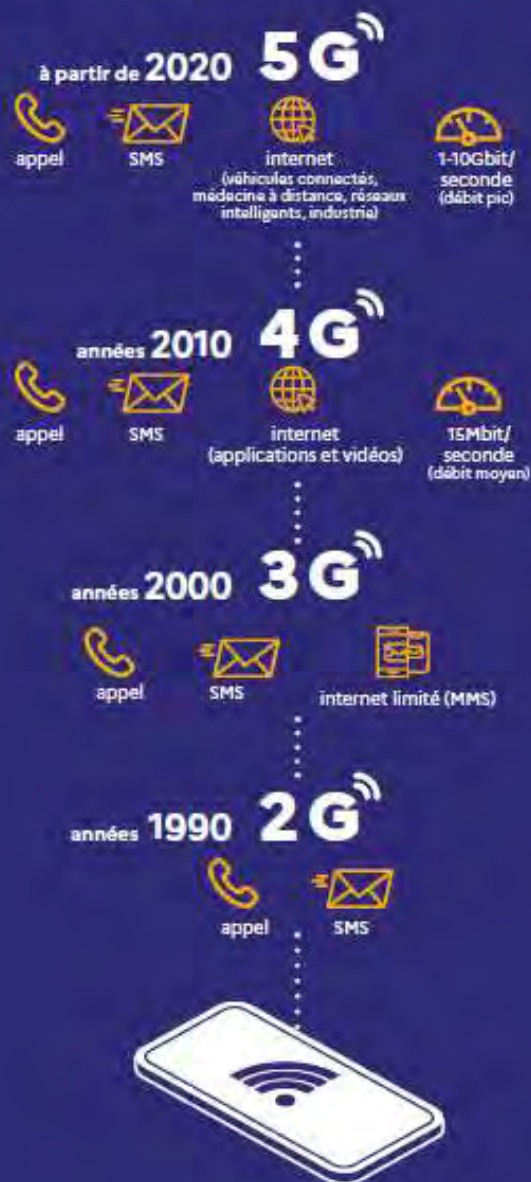 à partir de 2020 5G
appel
SMS
internet
(véhicules connectés,
médecine à distance, réseaux
intelligents, industrie)
1-10Gbit/
seconde
(débit pic)
années 2010 4G
appel
SMS
internet
(applications et vidéos)
15Mbit/
seconde
(débit moyen)
années 2000 3G
appel
SMS
internet limité (MMS)
années 1990 2G
appel
SMS